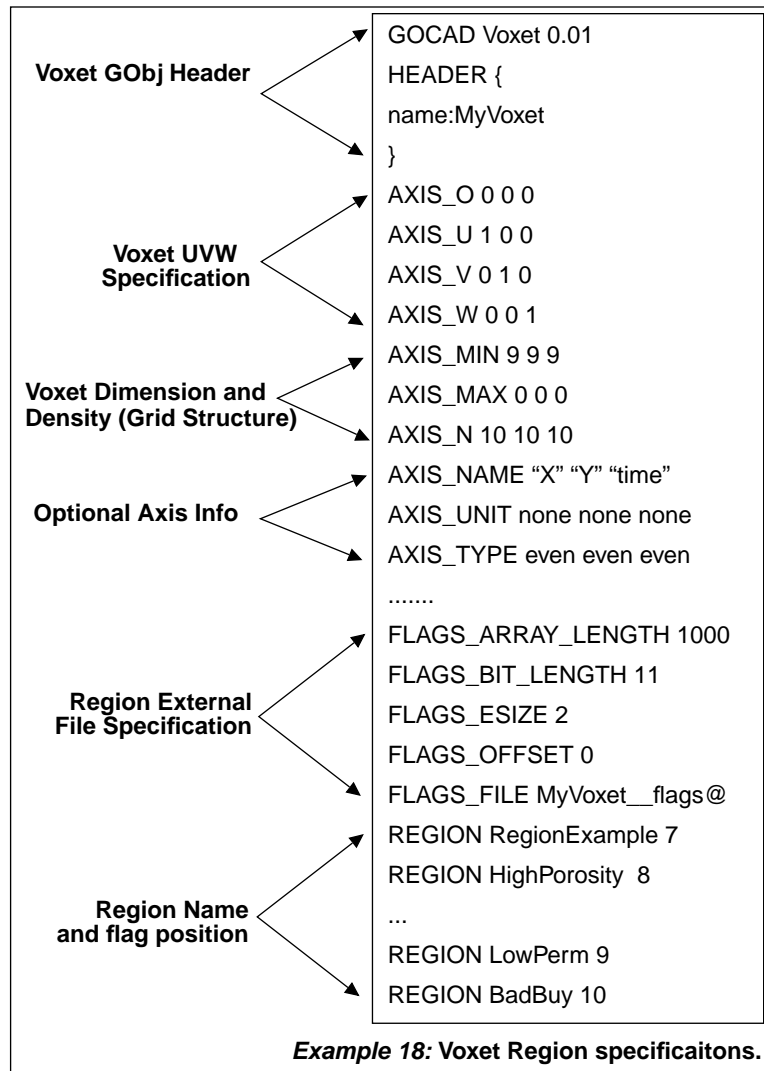 Voxet GObj Header
GOCAD Voxet 0.01
HEADER {
name:MyVoxet
}
Voxet UVW
Specification
AXIS_O 0 0 0
AXIS_U 1 0 0
AXIS_V 0 1 0
AXIS_W 0 0 1
Voxet Dimension and
Density (Grid Structure)
AXIS_MIN 9 9 9
AXIS_MAX 0 0 0
AXIS_N 10 10 10
Optional Axis Info
AXIS_NAME “X” “Y” “time”
AXIS_UNIT none none none
AXIS_TYPE even even even
.......
Region External
File Specification
FLAGS_ARRAY_LENGTH 1000
FLAGS_BIT_LENGTH 11
FLAGS_ESIZE 2
FLAGS_OFFSET 0
FLAGS_FILE MyVoxet__flags@
Region Name
and flag position
REGION RegionExample 7
REGION HighPorosity 8
...
REGION LowPerm 9
REGION BadBuy 10
Example 18: Voxet Region specificaitons.